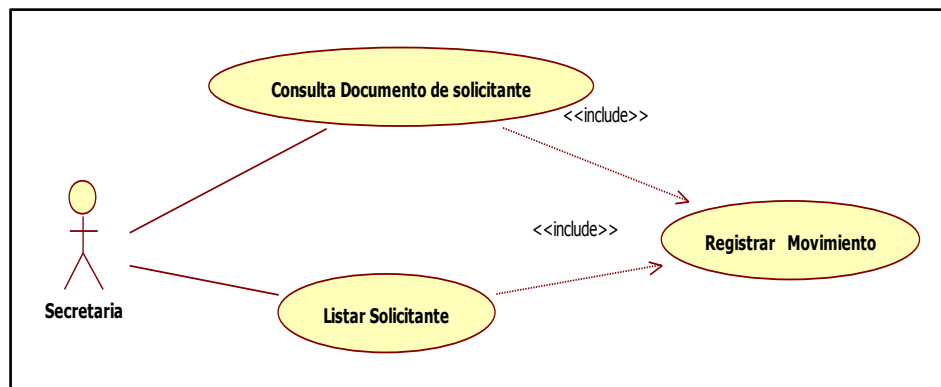 Consulta Documento de solicitante
<<include>>
<<include>>
Registrar Movimiento
Secretaria
Listar Solicitante